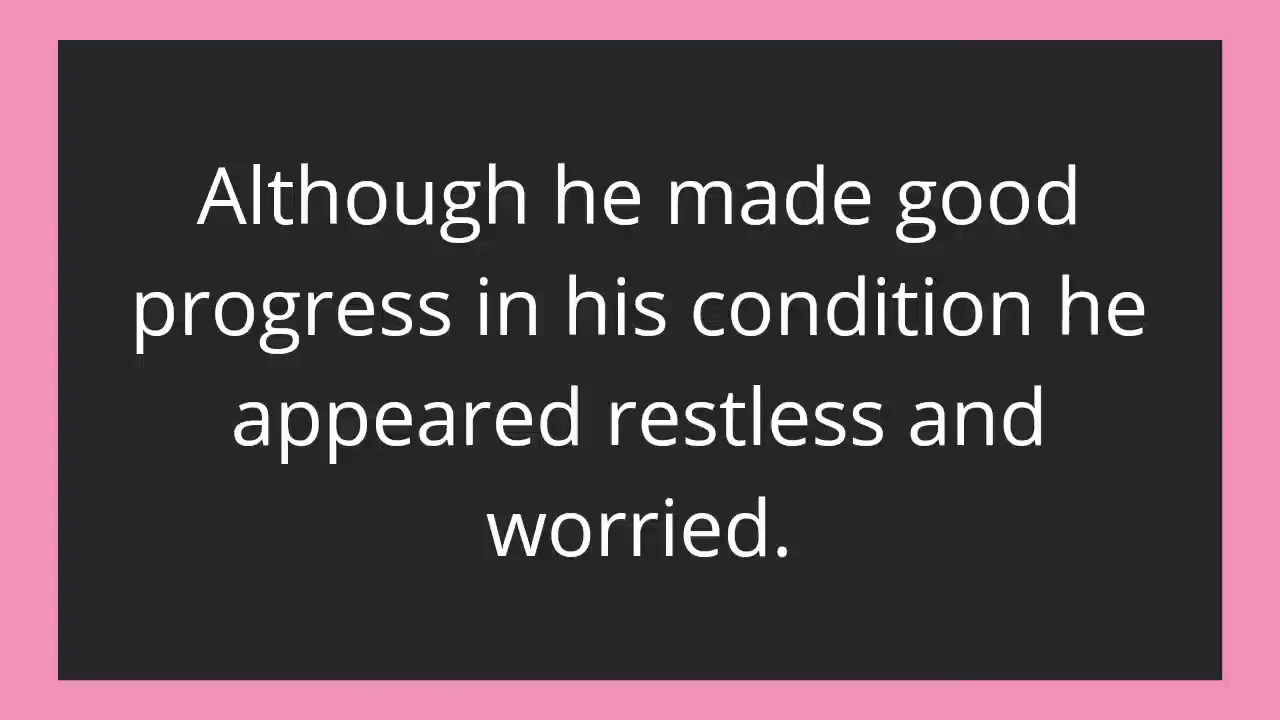 Although he made good
progress in his condition he
appeared restless and
worried.